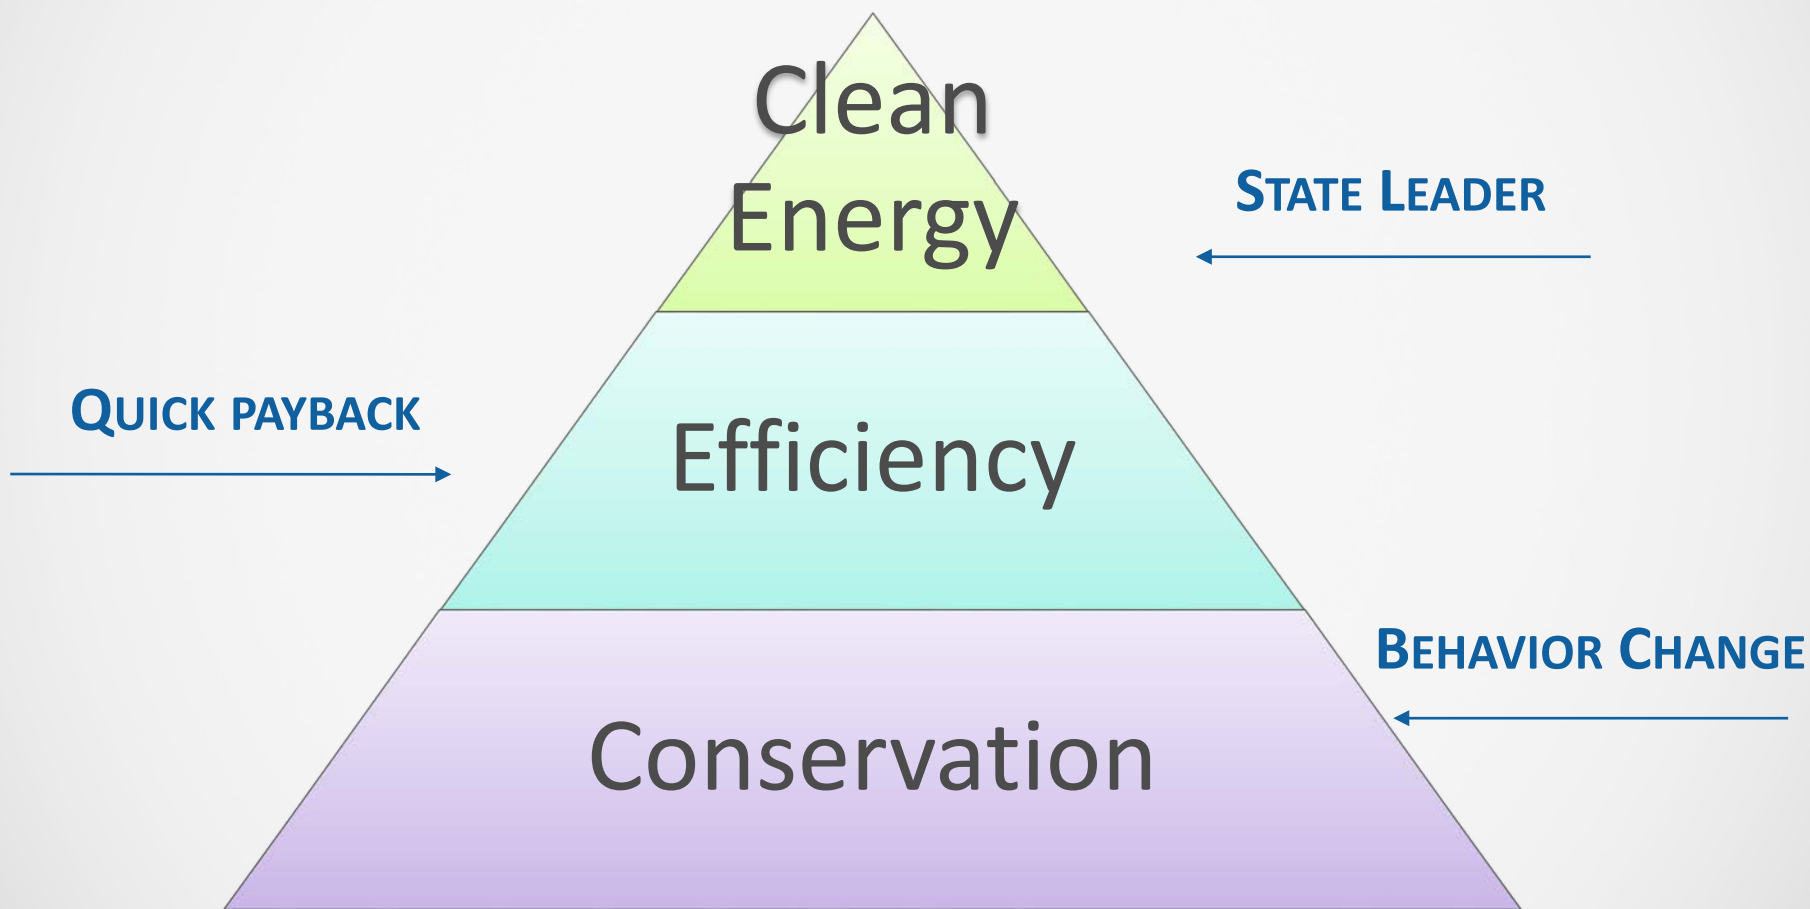 Clean
Energy
STATE LEADER
QUICK PAYBACK
Efficiency
BEHAVIOR CHANGE
Conservation